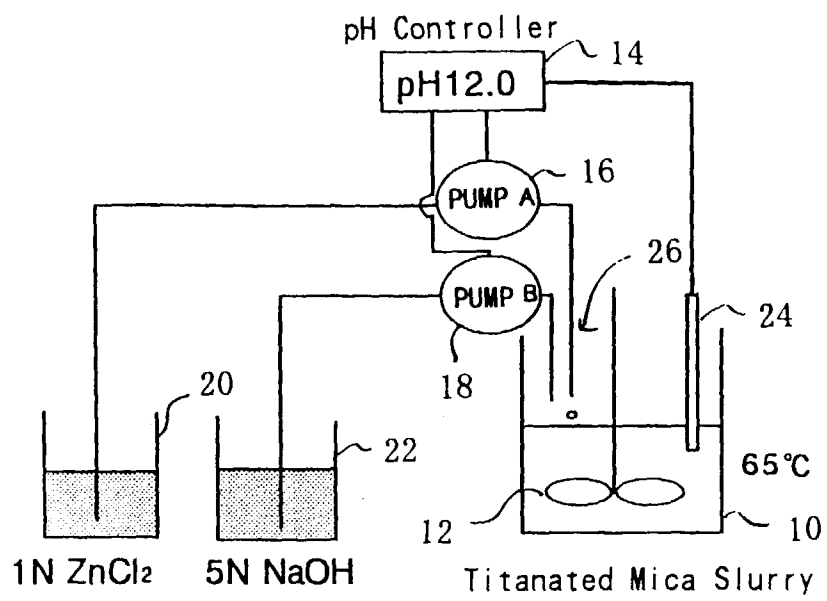 pH Controller
14
pH12.0
16
PUMP A
26
PUMP B
24
18
20
22
65℃
12
10
1N ZnCl₂
5N NaOH
Titanated Mica Slurry